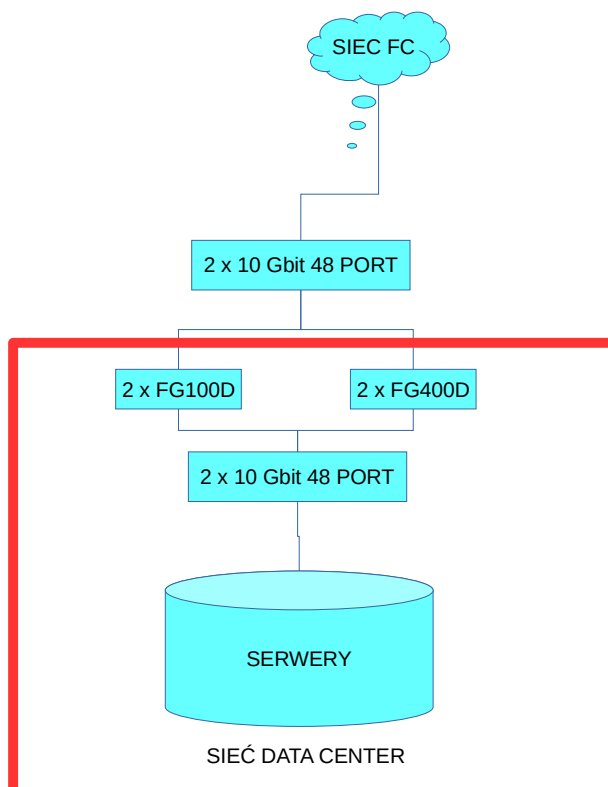 SIEC FC
2 x 10 Gbit 48 PORT
2 x FG100D
2 x FG400D
2 x 10 Gbit 48 PORT
SERWERY
SIEĆ DATA CENTER